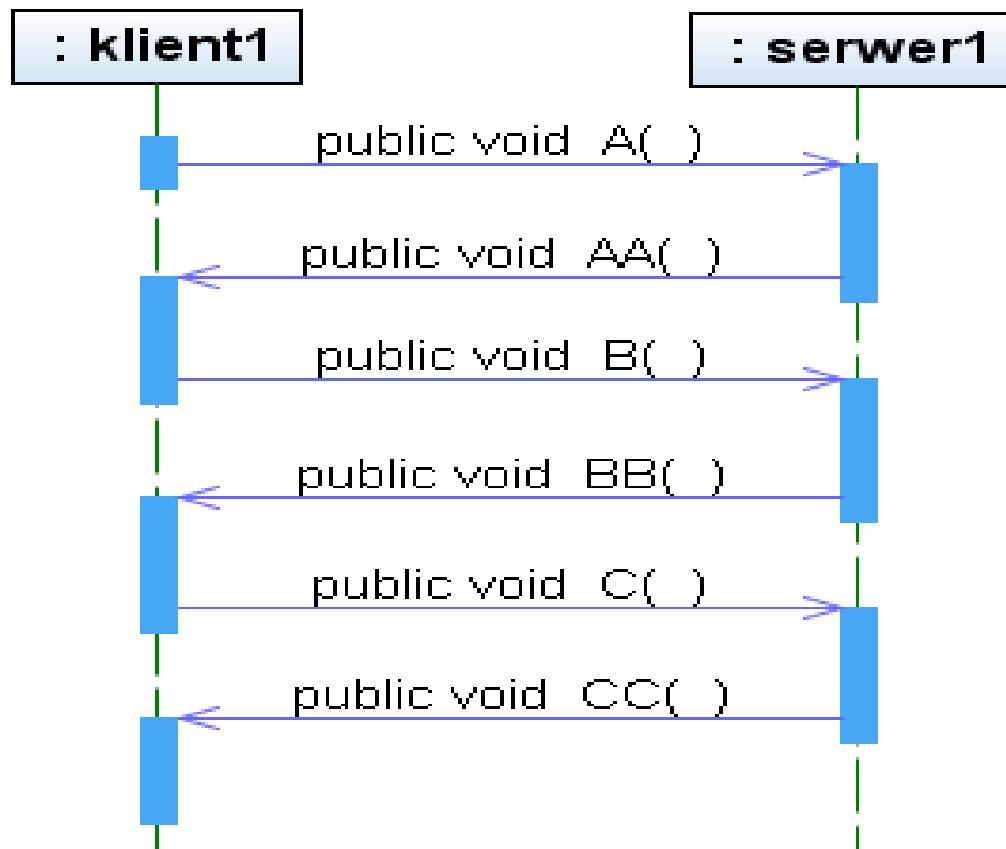 : klient1
: serwer1
public void A( )
public void AA( )
public void B( )
public void BB( )
public void C( )
public void CC( )